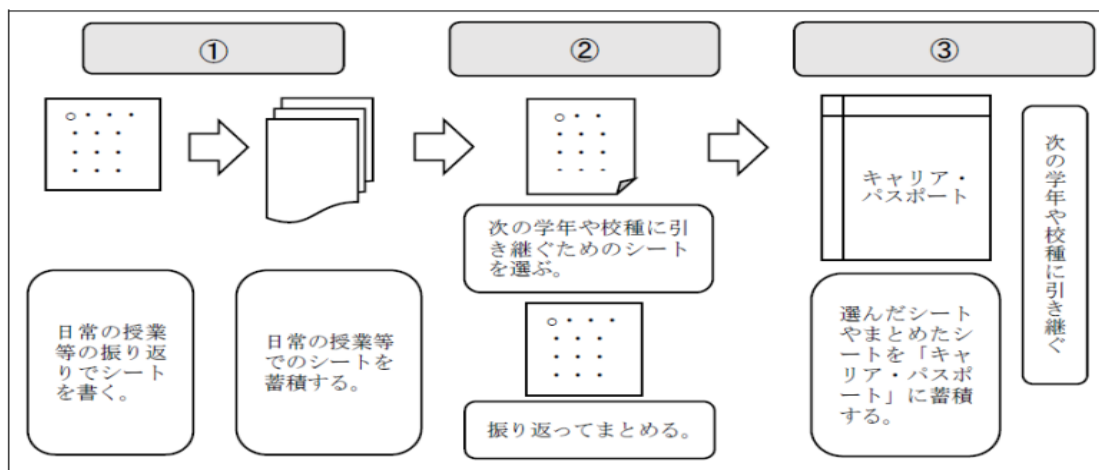 ①
②
③
○・・・
・・・
・・・
・・・
○・・・
・・・
・・・
・・・
キャリア・
パスポート
次の学年や校種に引き継ぐ
次の学年や校種に引
き継ぐためのシート
を選ぶ。
○・・・
・・・
・・・
・・・
日常の授業
等の振り返
りでシート
を書く。
日常の授業等
でのシートを
蓄積する。
振り返ってまとめる。
選んだシート
やまとめたシ
ートを「キャ
リア・パスポ
ート」に蓄積
する。